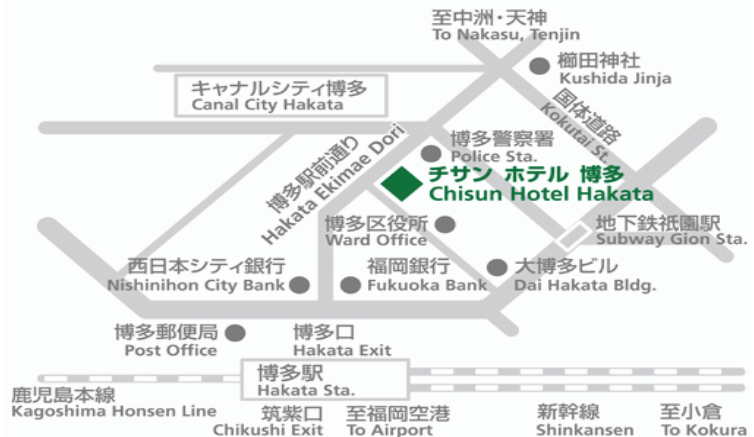 至中洲・天神
To Nakasu, Tenjin
櫛田神社
Kushida Jinja
キャナルシティ博多
Canal City Hakata
国体道路
Kokutai St.
博多駅前通り
Hakata Ekimae Dori
博多警察署
Police Sta.
チサン ホテル 博多
Chisun Hotel Hakata
博多区役所
Ward Office
地下鉄祇園駅
Subway Gion Sta.
西日本シティ銀行
Nishinihon City Bank
福岡銀行
Fukuoka Bank
大博多ビル
Dai Hakata Bldg.
博多郵便局
Post Office
博多口
Hakata Exit
博多駅
Hakata Sta.
鹿児島本線
Kagoshima Honsen Line
筑紫口
Chikushi Exit
至福岡空港
To Airport
新幹線
Shinkansen
至小倉
To Kokura